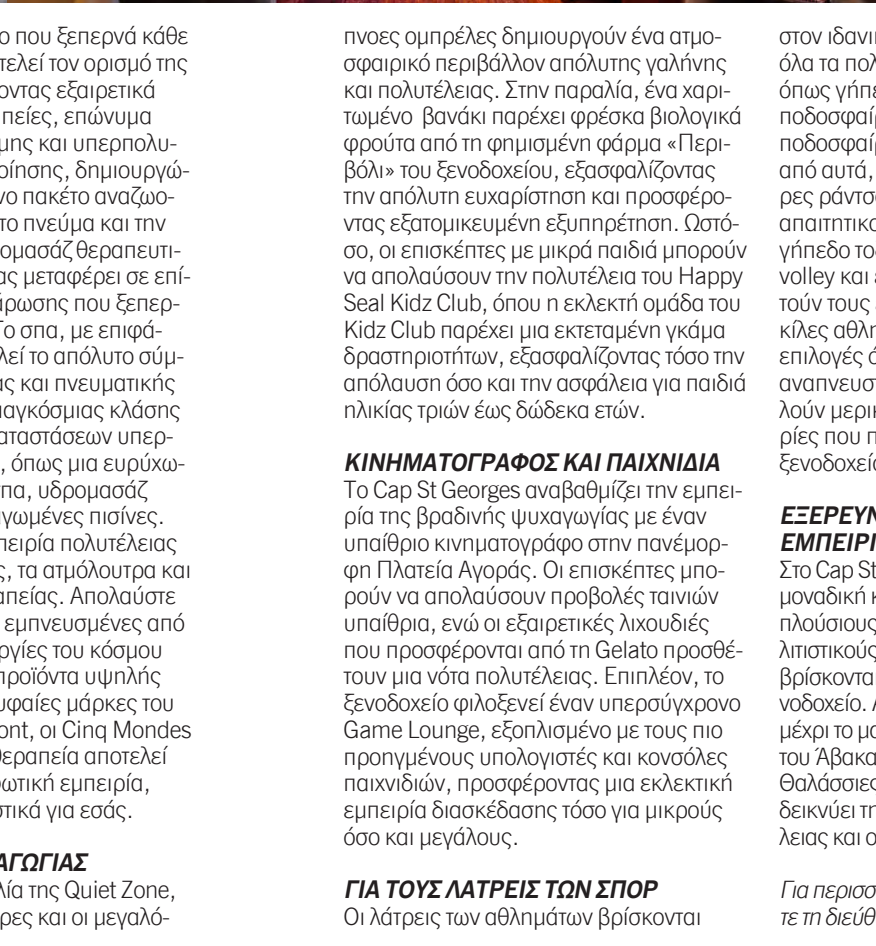 ο που ξεπερνά κάθε
τελεί τον ορισμό της
οντας εξαιρετικά
πείες, επώνυμα
μης και υπερπολυ-
οίησης, δημιουργώ-
νο πακέτο αναζωο-
το πνεύμα και την
ρομασάζ θεραπευτι-
ας μεταφέρει σε επί-
άρωσης που ξεπερ-
Το σπα, με επιφά-
λεί το απόλυτο σύμ-
ας και πνευματικής
αγκόσμιας κλάσης
αταστάσεων υπερ-
, όπως μια ευρύχω-
πα, υδρομασάζ
γωμένες πισίνες.
πειρία πολυτέλειας
ς, τα ατμόλουτρα και
απείας. Απολαύστε
εμπνευσμένες από
ργίες του κόσμου
προϊόντα υψηλής
υφαίες μάρκες του
ont, οι Cinq Mondes
θεραπεία αποτελεί
ωτική εμπειρία,
στικά για εσάς.
ΑΓΩΓΙΑΣ
λία της Quiet Zone,
ρες και οι μεγαλό-
πνοες ομπρέλες δημιουργούν ένα ατμο-
σφαιρικό περιβάλλον απόλυτης γαλήνης
και πολυτέλειας. Στην παραλία, ένα χαρι-
τωμένο βανάκι παρέχει φρέσκα βιολογικά
φρούτα από τη φημισμένη φάρμα «Περι-
βόλι» του ξενοδοχείου, εξασφαλίζοντας
την απόλυτη ευχαρίστηση και προσφέρο-
ντας εξατομικευμένη εξυπηρέτηση. Ωστό-
σο, οι επισκέπτες με μικρά παιδιά μπορούν
να απολαύσουν την πολυτέλεια του Happy
Seal Kidz Club, όπου η εκλεκτή ομάδα του
Kidz Club παρέχει μια εκτεταμένη γκάμα
δραστηριοτήτων, εξασφαλίζοντας τόσο την
απόλαυση όσο και την ασφάλεια για παιδιά
ηλικίας τριών έως δώδεκα ετών.
ΚΙΝΗΜΑΤΟΓΡΑΦΟΣ ΚΑΙ ΠΑΙΧΝΙΔΙΑ
Το Cap St Georges αναβαθμίζει την εμπει-
ρία της βραδινής ψυχαγωγίας με έναν
υπαίθριο κινηματογράφο στην πανέμορ-
φη Πλατεία Αγοράς. Οι επισκέπτες μπο-
ρούν να απολαύσουν προβολές ταινιών
υπαίθρια, ενώ οι εξαιρετικές λιχουδιές
που προσφέρονται από τη Gelato προσθέ-
τουν μια νότα πολυτέλειας. Επιπλέον, το
ξενοδοχείο φιλοξενεί έναν υπερσύγχρονο
Game Lounge, εξοπλισμένο με τους πιο
προηγμένους υπολογιστές και κονσόλες
παιχνιδιών, προσφέροντας μια εκλεκτική
εμπειρία διασκέδασης τόσο για μικρούς
όσο και μεγάλους.
ΓΙΑ ΤΟΥΣ ΛΑΤΡΕΙΣ ΤΩΝ ΣΠΟΡ
Οι λάτρεις των αθλημάτων βρίσκονται
στον ιδανι
όλα τα πολ
όπως γήπε
ποδοσφαίρ
ποδοσφαίρ
από αυτά,
ρες ράντσ
απαιτητικο
γήπεδο το
volley και
τούν τους
κίλες αθλη
επιλογές
αναπνευστ
λούν μερικ
ρίες που π
ξενοδοχεί
ΕΞΕΡΕΥΝ
ΕΜΠΕΙΡΙ
Στο Cap St
μοναδική κ
πλούσιους
λιτιστικούς
βρίσκονται
νοδοχείο. Α
μέχρι το μα
του Άβακα
Θαλάσσιες
δεικνύει τη
λειας και ο
Για περισσ
τε τη διεύθ